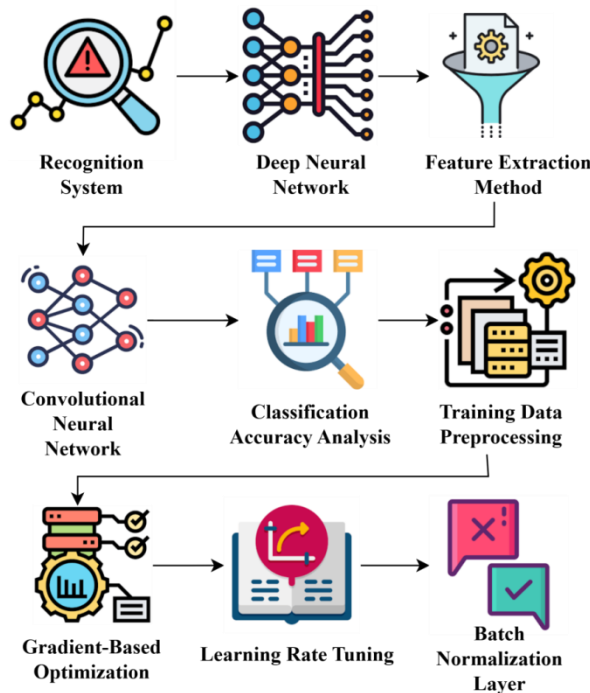 Recognition
System
Deep Neural
Network
Feature Extraction
Method
Convolutional
Neural
Network
Classification
Accuracy Analysis
Training Data
Preprocessing
Gradient-Based
Optimization
Learning Rate Tuning
Batch
Normalization
Layer